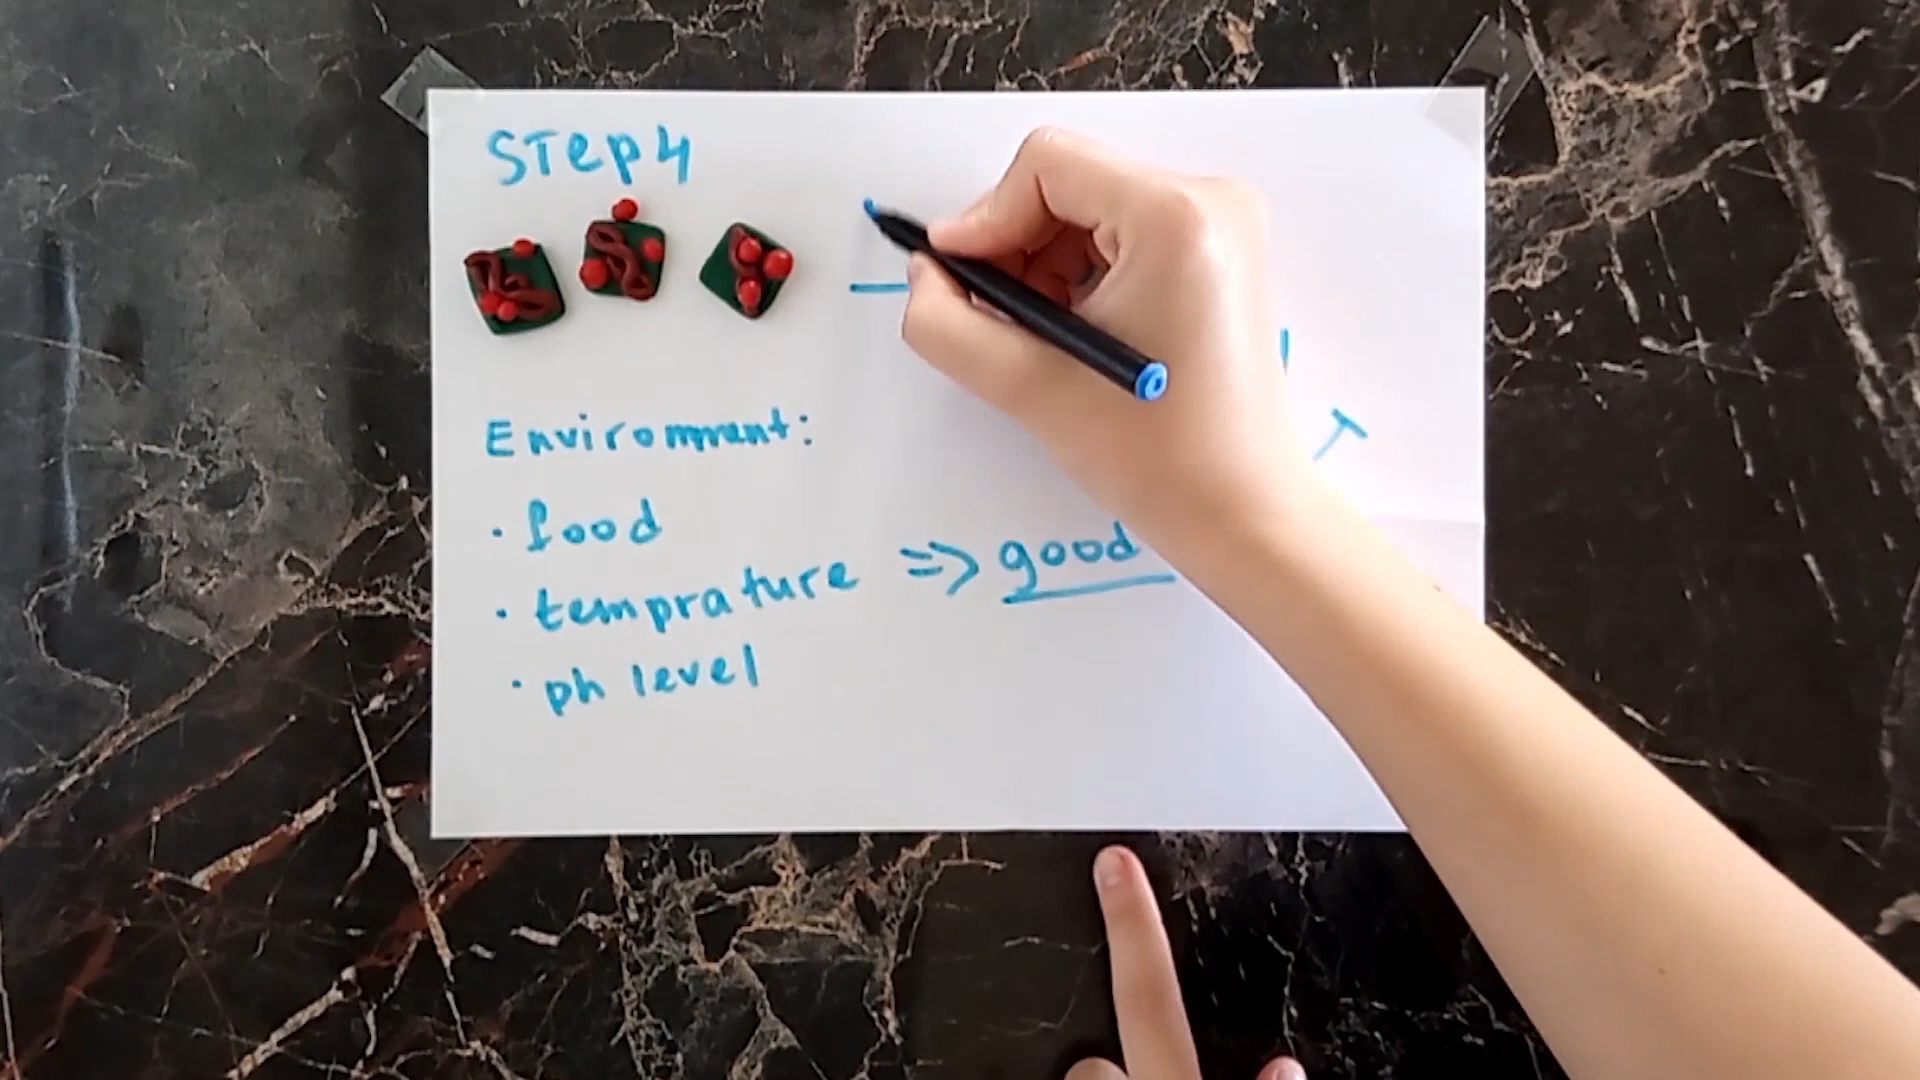 STep4
Enviromment:
• food
• temprature => good
• ph level